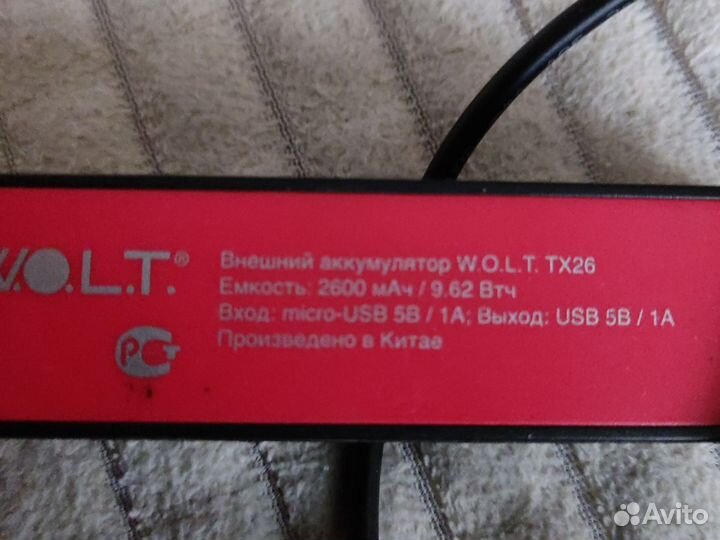 W.O.L.T.®
Внешний аккумулятор W.O.L.T. TX26
Емкость: 2600 мАч / 9.62 Втч
Вход: micro-USB 5В / 1А; Выход: USB 5В / 1А
Произведено в Китае
РСТ
Avito